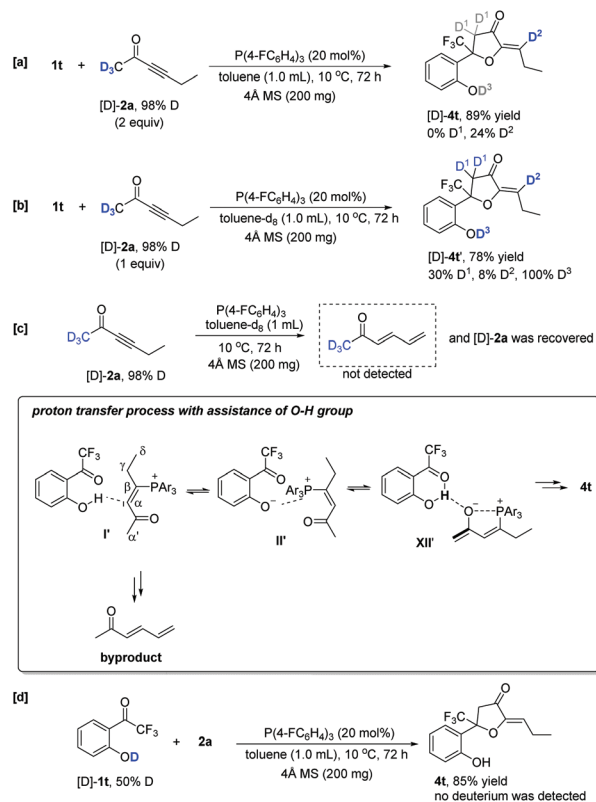 [a]
1t + D₃C O
[D]-2a, 98% D
(2 equiv)
P(4-FC6H4)3 (20 mol%)
toluene (1.0 mL), 10 °C, 72 h
4Å MS (200 mg)
D¹ D¹ O D²
F₃C
O
OD³
[D]-4t, 89% yield
0% D¹, 24% D²
[b]
1t + D₃C O
[D]-2a, 98% D
(1 equiv)
P(4-FC6H4)3 (20 mol%)
toluene-d₈ (1.0 mL), 10 °C, 72 h
4Å MS (200 mg)
D¹ D¹ O D²
F₃C
O
OD³
[D]-4t', 78% yield
30% D¹, 8% D², 100% D³
[c]
O
D₃C
[D]-2a, 98% D
P(4-FC6H4)3
toluene-d₈ (1 mL)
10 °C, 72 h
4Å MS (200 mg)
O
D₃C
not detected
and [D]-2a was recovered
proton transfer process with assistance of O-H group
CF₃
O
O H
γ δ
β α
+
PAr₃
O
α'
I'
CF₃
O
O⁻
+
PAr₃
O
II'
CF₃
O
H
O
O⁻ +
PAr₃
XII'
4t
O
byproduct
[d]
O
CF₃
OD
[D]-1t, 50% D
+ 2a
P(4-FC6H4)3 (20 mol%)
toluene (1.0 mL), 10 °C, 72 h
4Å MS (200 mg)
O
F₃C
O
OH
4t, 85% yield
no deuterium was detected